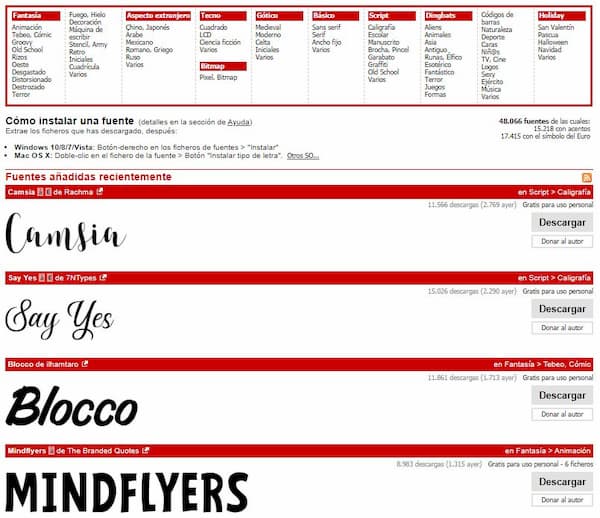 Fantasía
Animación
Tebeo, Cómic
Groovy
Old School
Rizos
Oeste
Desgastado
Distorsionado
Destrozado
Terror
Fuego, Hielo
Decoración
Máquina de
escribir
Stencil, Army
Retro
Iniciales
Cuadrícula
Varios
Aspecto extranjero
Chino, Japonés
Árabe
Mexicano
Romano, Griego
Ruso
Varios
Tecno
Cuadrado
LCD
Ciencia ficción
Varios
Bitmap
Pixel, Bitmap
Gótico
Medieval
Moderno
Celta
Iniciales
Varios
Básico
Sans serif
Serif
Ancho fijo
Varios
Script
Caligrafía
Escolar
Manuscrito
Brocha, Pincel
Garabato
Graffiti
Old School
Varios
Dingbats
Aliens
Animales
Asia
Antiguo
Runas, Élfico
Esotérico
Fantástico
Terror
Juegos
Formas
Códigos de
barras
Naturaleza
Deporte
Caras
Niñ@s
TV, Cine
Logos
Sexy
Ejército
Música
Varios
Holiday
San Valentín
Pascua
Halloween
Navidad
Varios
Cómo instalar una fuente (detalles en la sección de Ayuda)
Extrae los ficheros que has descargado, después:
• Windows 10/8/7/Vista: Botón-derecho en los ficheros de fuentes > "Instalar"
• Mac OS X: Doble-clic en el fichero de la fuente > Botón "Instalar tipo de letra". Otros SO...
48.066 fuentes de las cuales:
15.218 con acentos
17.415 con el símbolo del Euro
Fuentes añadidas recientemente
Camsia à € de Rachma en Script > Caligrafía
11.566 descargas (2.769 ayer) Gratis para uso personal
Camsia
Descargar
Donar al autor
Say Yes à € de 7NTypes en Script > Caligrafía
15.026 descargas (2.290 ayer) Gratis para uso personal
Say Yes
Descargar
Donar al autor
Blocco de Ilhamtaro en Fantasía > Tebeo, Cómic
11.861 descargas (1.713 ayer) Gratis para uso personal
Blocco
Descargar
Donar al autor
Mindflyers à de The Branded Quotes en Fantasía > Animación
8.983 descargas (1.315 ayer) Gratis para uso personal - 6 ficheros
MINDFLYERS
Descargar
Donar al autor